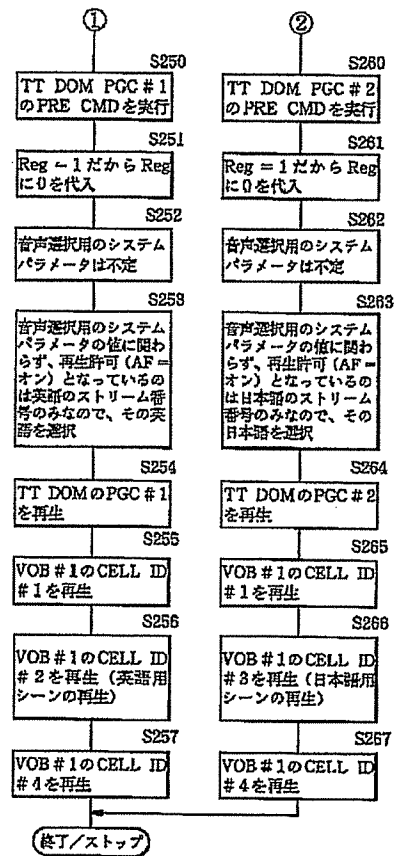 ①
S250
TT DOM PGC#1
のPRE CMDを実行
S251
Reg－1だからReg
に0を代入
S252
音声選択用のシステム
パラメータは不定
S253
音声選択用のシステム
パラメータの値に関わ
らず、再生許可（AF＝
オン）となっているの
は英語のストリーム番
号のみなので、その英
語を選択
S254
TT DOMのPGC#1
を再生
S255
VOB#1のCELL ID
#1を再生
S256
VOB#1のCELL ID
#2を再生（英語用
シーンの再生）
S257
VOB#1のCELL ID
#4を再生
終了/ストップ
②
S260
TT DOM PGC#2
のPRE CMDを実行
S261
Reg＝1だからReg
に0を代入
S262
音声選択用のシステム
パラメータは不定
S263
音声選択用のシステム
パラメータの値に関わ
らず、再生許可（AF＝
オン）となっているの
は日本語のストリーム
番号のみなので、その
日本語を選択
S264
TT DOMのPGC#2
を再生
S265
VOB#1のCELL ID
#1を再生
S266
VOB#1のCELL ID
#3を再生（日本語用
シーンの再生）
S267
VOB#1のCELL ID
#4を再生